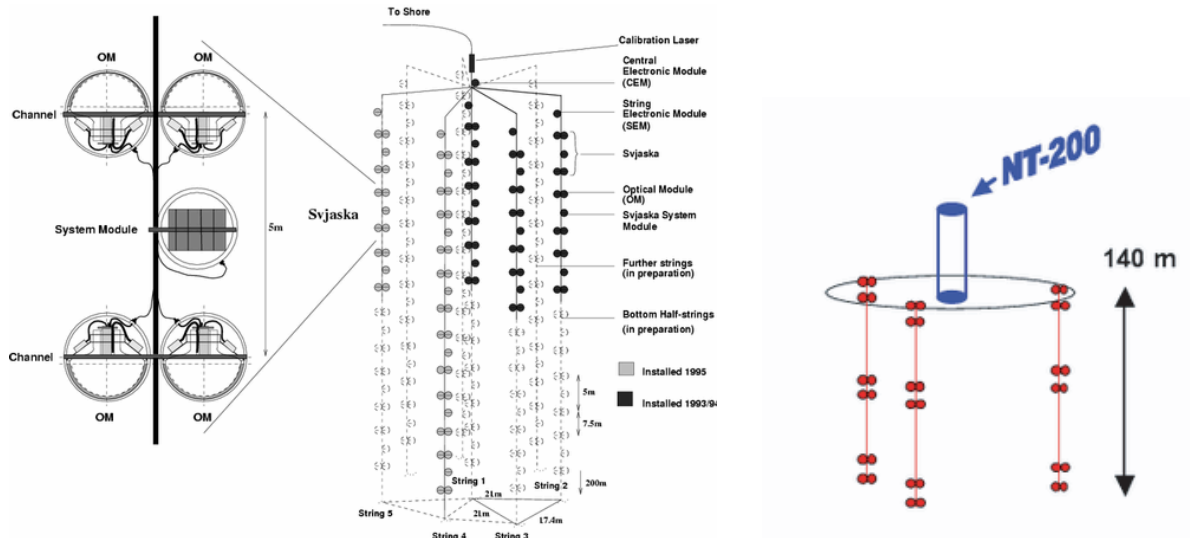 OM
OM
Channel
System Module
5m
Channel
OM
OM
Svjaska
To Shore
Calibration Laser
Central
Electronic Module
(CEM)
String
Electronic Module
(SEM)
Svjaska
Optical Module
(OM)
Svjaska System
Module
Further strings
(in preparation)
Bottom Half-strings
(in preparation)
Installed 1995
Installed 1993/94
5m
7.5m
200m
String 1
String 2
21m
21m
17.4m
String 5
String 4
String 3
NT-200
140 m